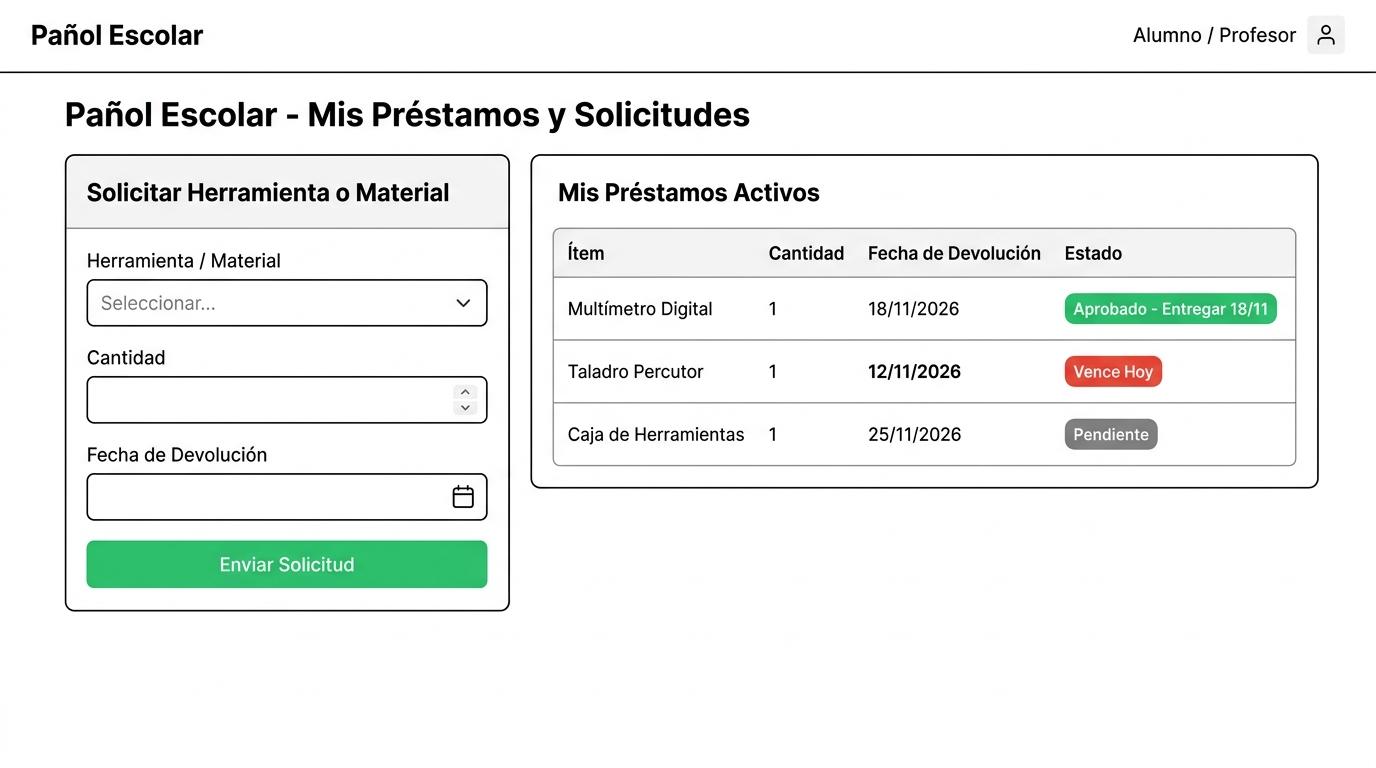 Pañol Escolar
Alumno / Profesor
Pañol Escolar - Mis Préstamos y Solicitudes
Solicitar Herramienta o Material
Herramienta / Material
Seleccionar...
Cantidad
Fecha de Devolución
Enviar Solicitud
Mis Préstamos Activos
Ítem Cantidad Fecha de Devolución Estado
Multímetro Digital 1 18/11/2026 Aprobado - Entregar 18/11
Taladro Percutor 1 12/11/2026 Vence Hoy
Caja de Herramientas 1 25/11/2026 Pendiente